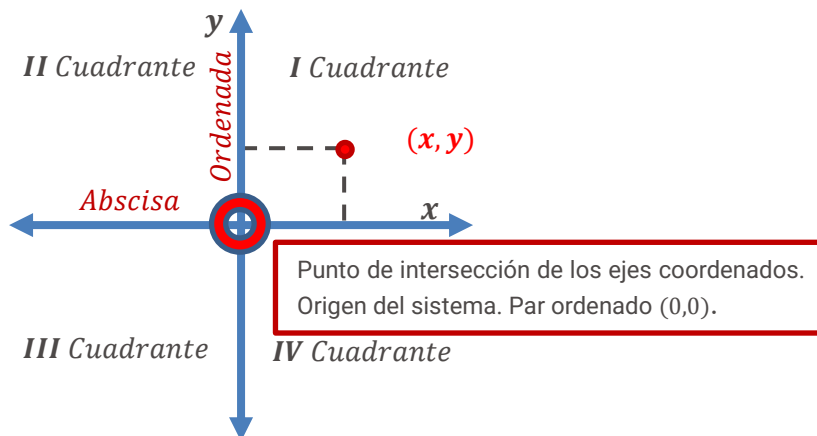 y
II Cuadrante
Ordenada
I Cuadrante
(x, y)
Abscisa
x
Punto de intersección de los ejes coordenados.
Origen del sistema. Par ordenado (0,0).
III Cuadrante
IV Cuadrante